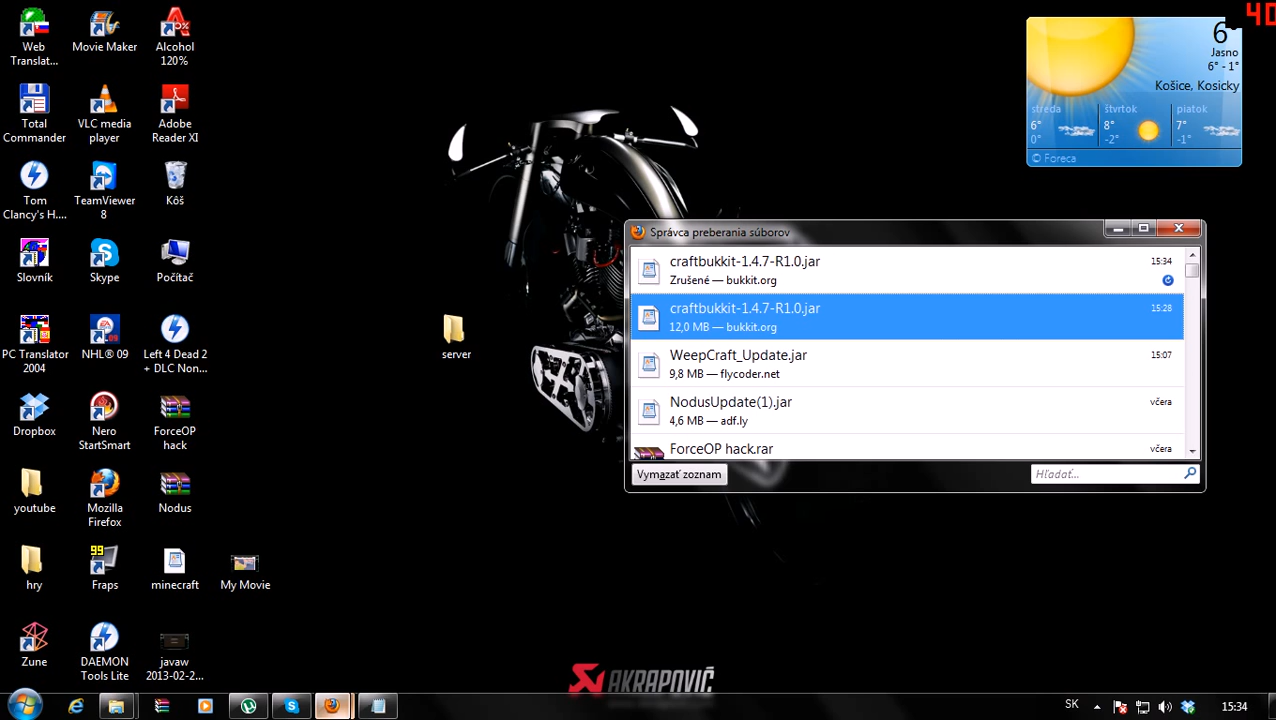 Web
Translat...
Movie Maker
Alcohol
120%
Total
Commander
VLC media
player
Adobe
Reader XI
Tom
Clancy's H...
TeamViewer
8
Kôš
Slovník
Skype
Počítač
PC Translator
2004
NHL® 09
Left 4 Dead 2
+ DLC Non...
Dropbox
Nero
StartSmart
ForceOP
hack
youtube
Mozilla
Firefox
Nodus
hry
99
Fraps
minecraft
My Movie
Zune
DAEMON
Tools Lite
javaw
2013-02-2...
server
40
6°
Jasno
6° - 1°
Košice, Kosicky
streda
štvrtok
piatok
6°
0°
8°
-2°
7°
-1°
© Foreca
Správca preberania súborov
craftbukkit-1.4.7-R1.0.jar
15:34
Zrušené — bukkit.org
craftbukkit-1.4.7-R1.0.jar
15:28
12,0 MB — bukkit.org
WeepCraft_Update.jar
15:07
9,8 MB — flycoder.net
NodusUpdate(1).jar
včera
4,6 MB — adf.ly
ForceOP hack.rar
včera
Vymazať zoznam
Hľadať...
AKRAPOVIČ
SK
15:34